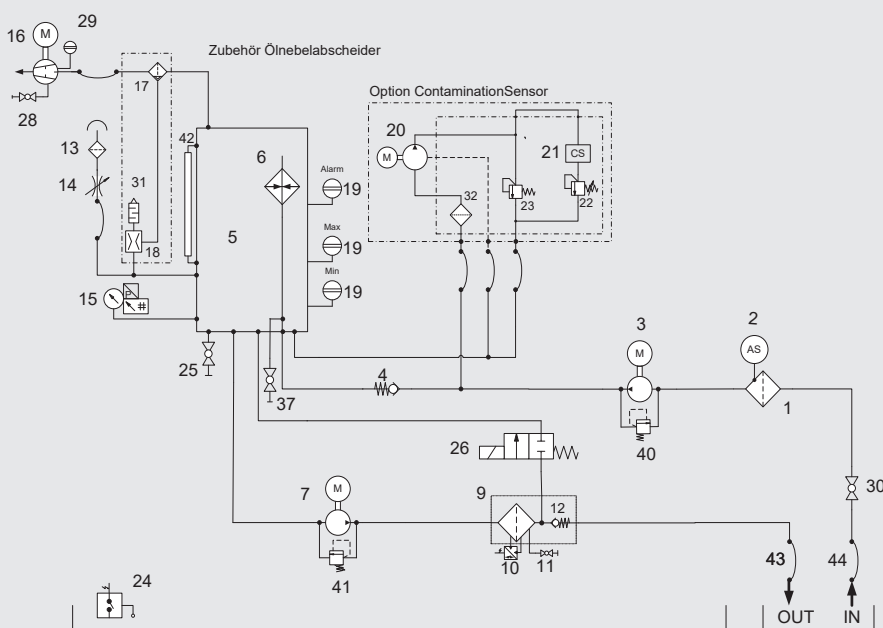 16 M 29
Zubehör Ölnebelabscheider
28
17
Option ContaminationSensor
20
M
21 CS
13
42
6
Alarm
19
14
31
32
23
22
18
5
Max
19
Min
19
15 P #
3
M
2
AS
25
37
4
1
40
26
30
7
M
9
12
10
11
41
43
44
24
OUT IN